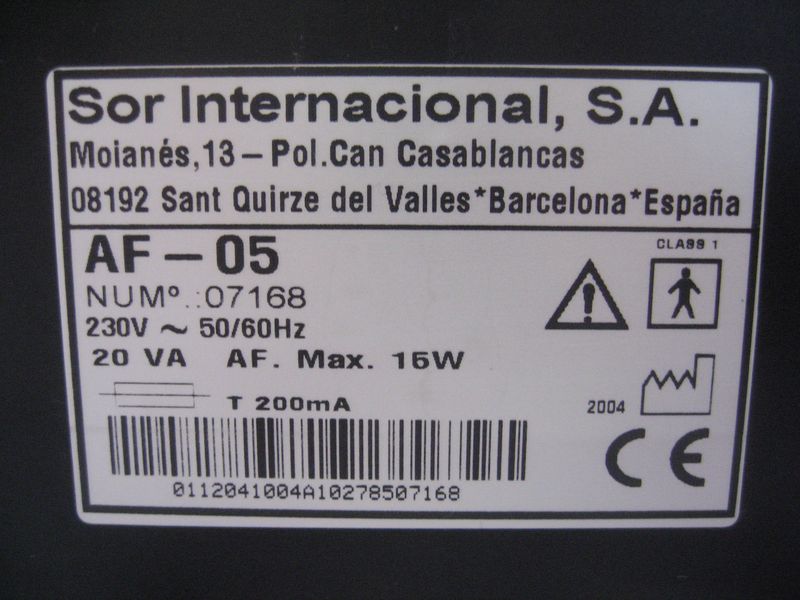 Sor Internacional, S.A.
Moianés,13 – Pol.Can Casablancas
08192 Sant Quirze del Valles*Barcelona*España
AF – 05
CLASS 1
NUMº.:07168
230V ~ 50/60Hz
20 VA AF. Max. 15W
T 200mA
2004
CE
0112041004A10278507168